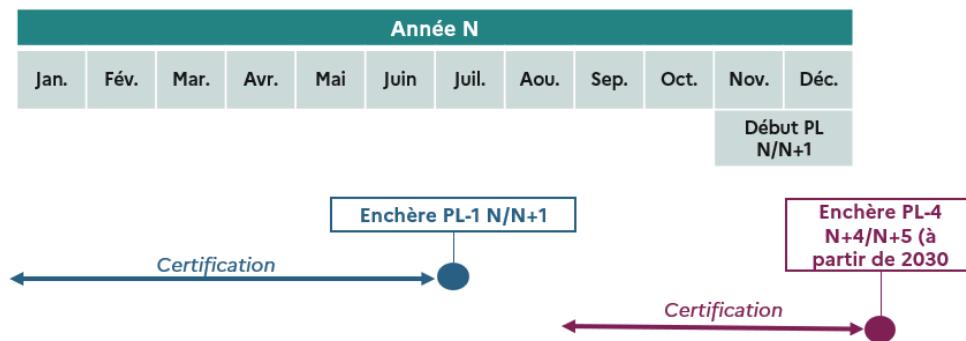 Année N
Jan. Fév. Mar. Avr. Mai Juin Juil. Aou. Sep. Oct. Nov. Déc.
Début PL
N/N+1
Enchère PL-1 N/N+1
Enchère PL-4
N+4/N+5 (à
partir de 2030
Certification
Certification